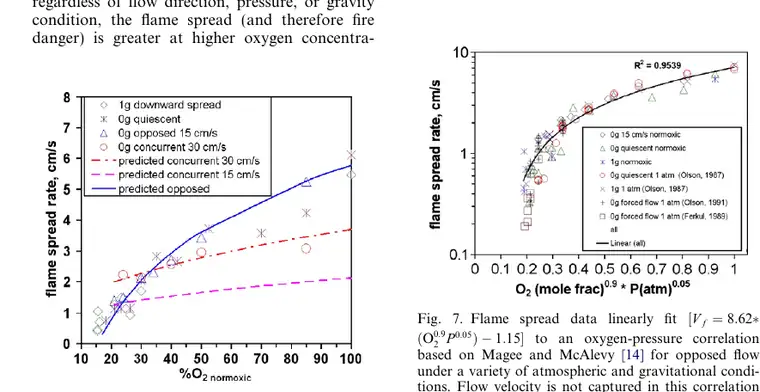 regardless of flow direction, pressure, or gravity
condition, the flame spread (and therefore fire
danger) is greater at higher oxygen concentra-
flame spread rate, cm/s
8
7
6
5
4
3
2
1
0
1g downward spread
0g quiescent
0g opposed 15 cm/s
0g concurrent 30 cm/s
predicted concurrent 30 cm/s
predicted concurrent 15 cm/s
predicted opposed
10 20 30 40 50 60 70 80 90 100
%O2 normoxic
flame spread rate, cm/s
10
1
0.1
R² = 0.9539
0g 15 cm/s normoxic
0g quiescent normoxic
1g normoxic
0g quiescent 1 atm (Olson, 1987)
1g 1 atm (Olson, 1987)
0g forced flow 1 atm (Olson, 1991)
0g forced flow 1 atm (Ferkul, 1989)
all
Linear (all)
0 0.1 0.2 0.3 0.4 0.5 0.6 0.7 0.8 0.9 1
O2 (mole frac)^0.9 * P(atm)^0.05
Fig. 7. Flame spread data linearly fit [Vf = 8.62*
(O2^0.9 P^0.05) − 1.15] to an oxygen-pressure correlation
based on Magee and McAlevy [14] for opposed flow
under a variety of atmospheric and gravitational condi-
tions. Flow velocity is not captured in this correlation